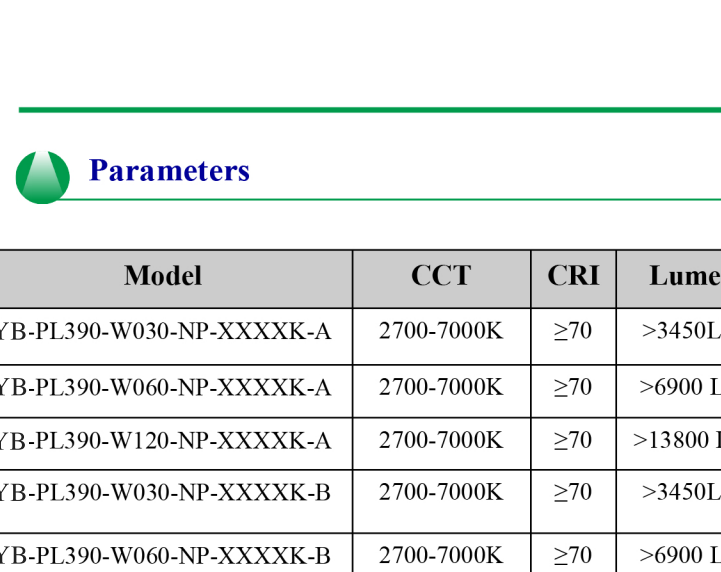 Parameters
Model CCT CRI Lume
YB-PL390-W030-NP-XXXXK-A 2700-7000K ≥70 >3450L
YB-PL390-W060-NP-XXXXK-A 2700-7000K ≥70 >6900 L
YB-PL390-W120-NP-XXXXK-A 2700-7000K ≥70 >13800
YB-PL390-W030-NP-XXXXK-B 2700-7000K ≥70 >3450L
YB-PL390-W060-NP-XXXXK-B 2700-7000K ≥70 >6900 L